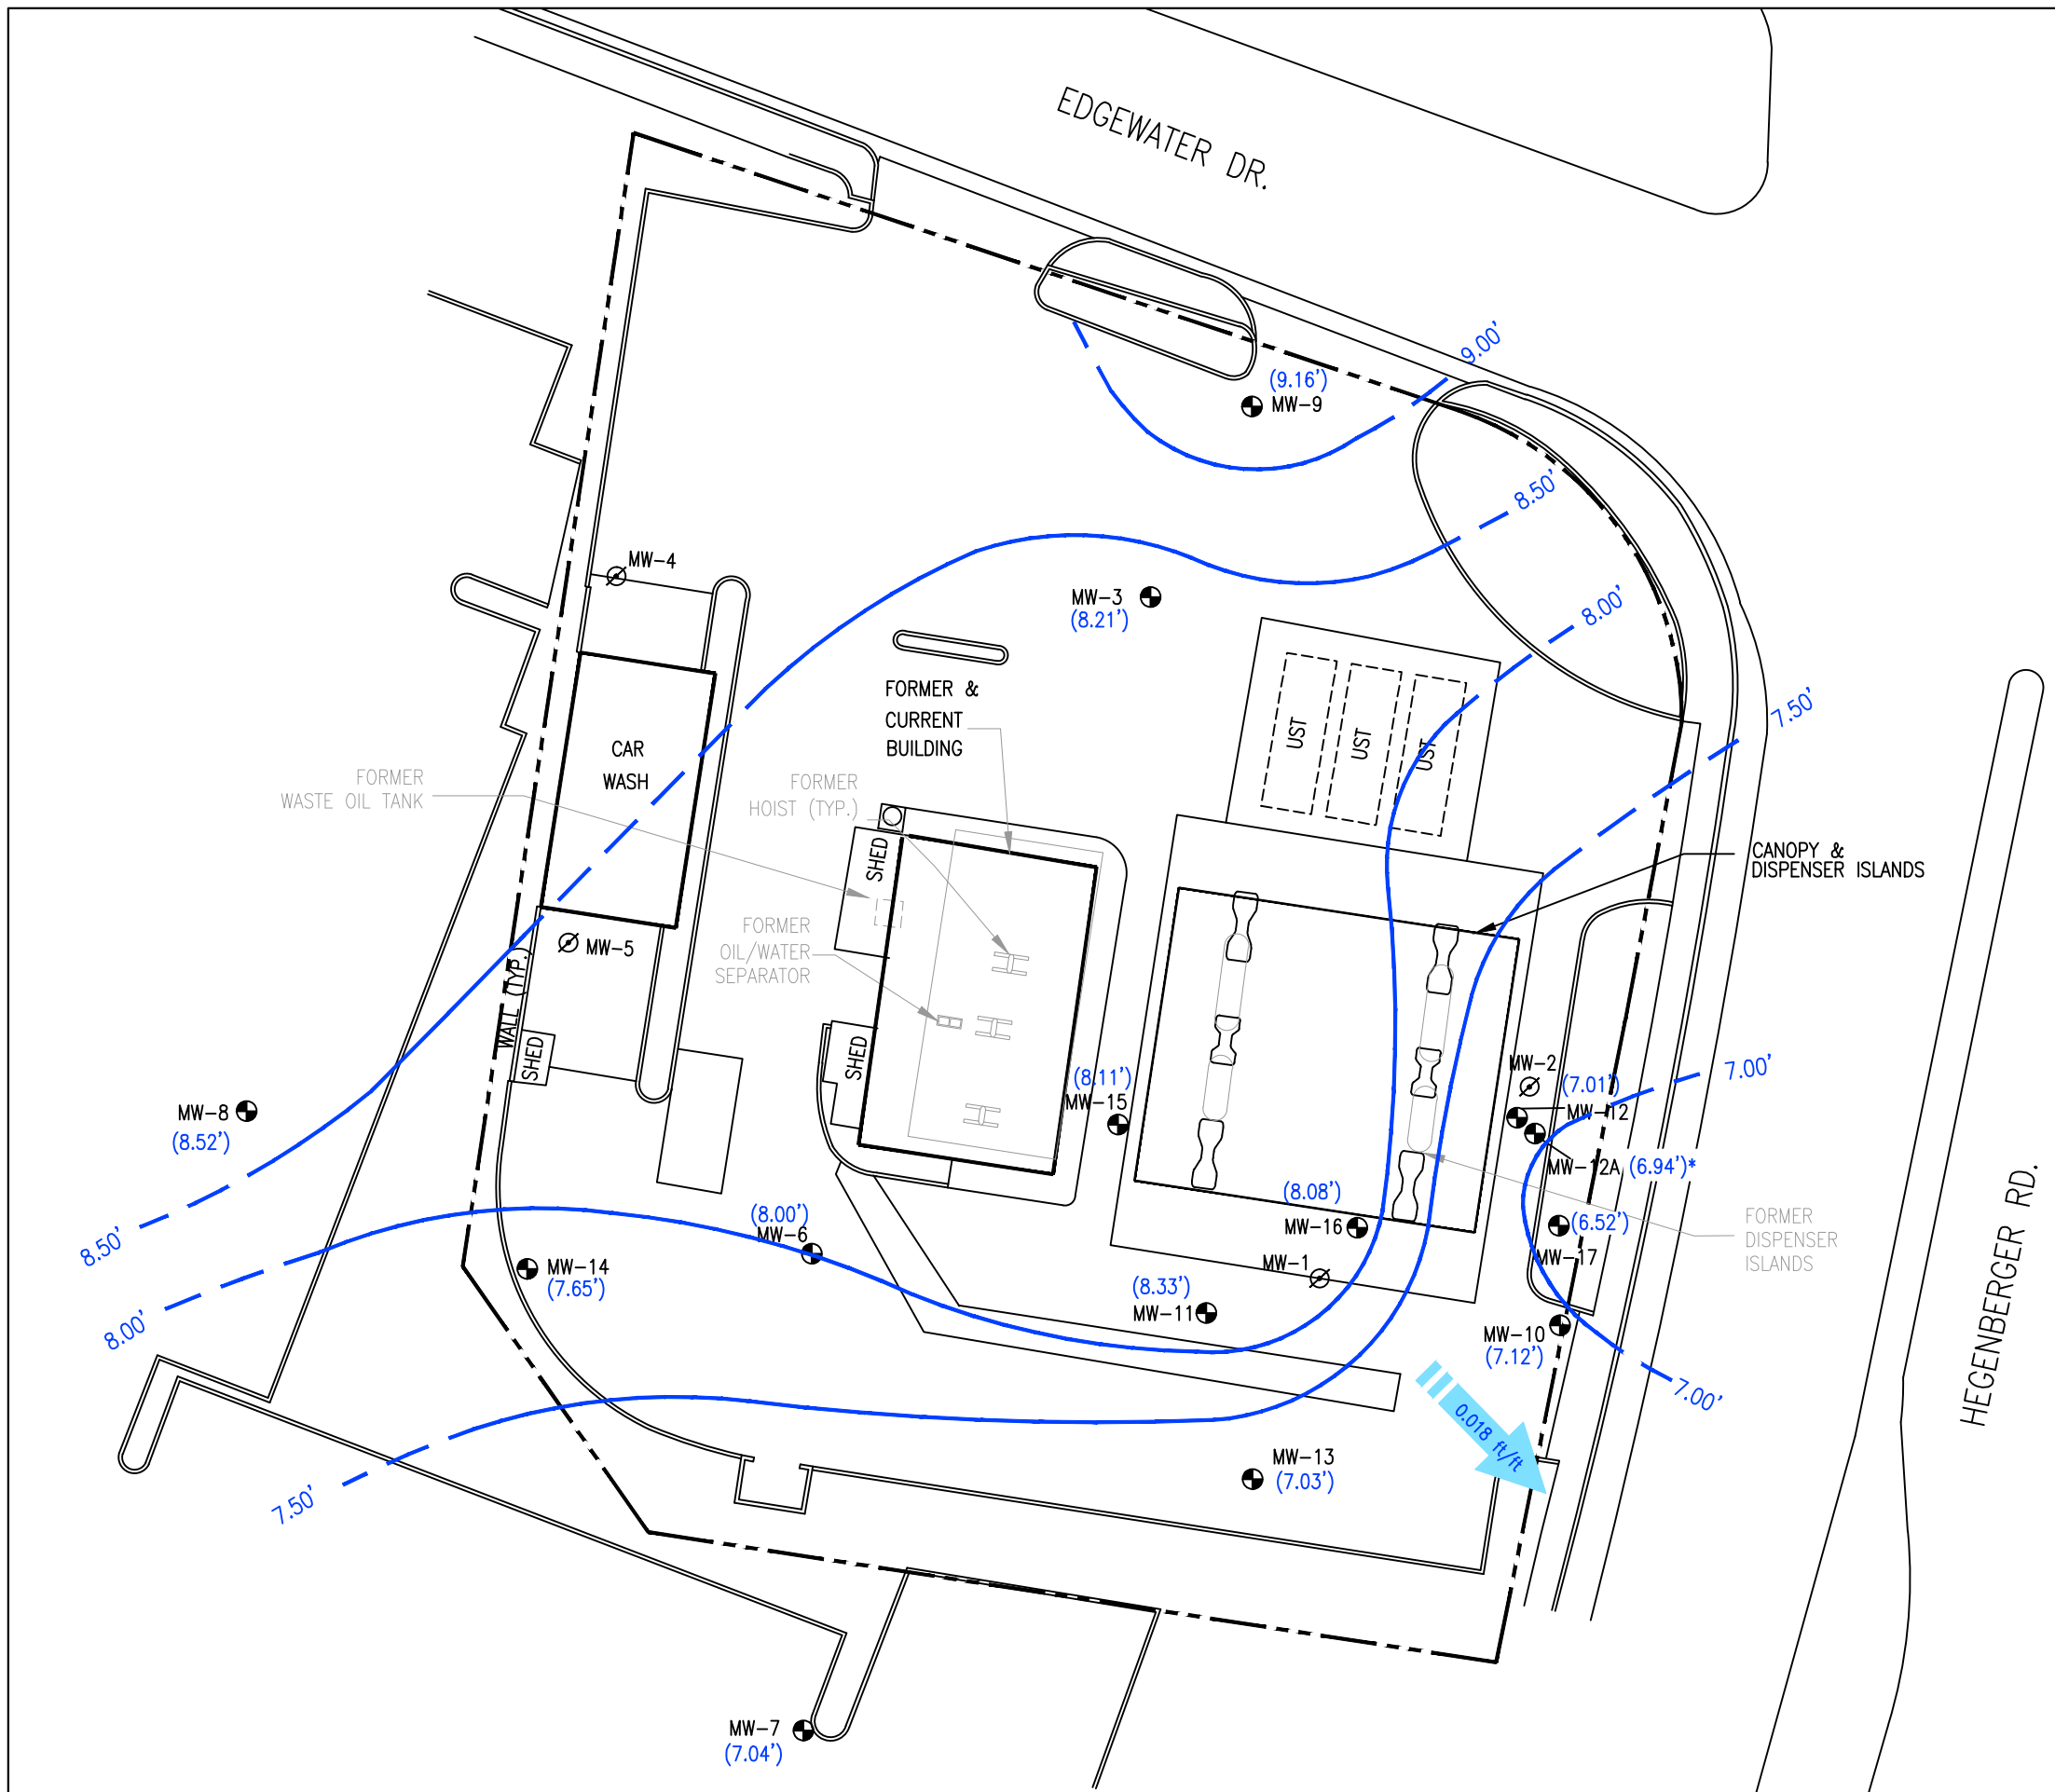 EDGEWATER DR.
9.00'
(9.16')
MW-9
8.50'
MW-4
MW-3
(8.21')
8.00'
FORMER &
CURRENT
BUILDING
7.50'
UST
UST
UST
CAR
WASH
FORMER
WASTE OIL TANK
FORMER
HOIST (TYP.)
SHED
CANOPY &
DISPENSER ISLANDS
FORMER
OIL/WATER
SEPARATOR
MW-5
WALL (TYP.)
SHED
SHED
MW-8
(8.52')
(8.11')
MW-15
MW-2
(7.01')
MW-12
7.00'
MW-12A (6.94')*
8.50'
(8.00')
MW-6
(8.08')
MW-16
(6.52')
MW-17
FORMER
DISPENSER
ISLANDS
MW-14
(7.65')
MW-1
(8.33')
MW-11
8.00'
MW-10
(7.12')
7.00'
HEGENBERGER RD.
0.018 ft/ft
MW-13
(7.03')
7.50'
MW-7
(7.04')